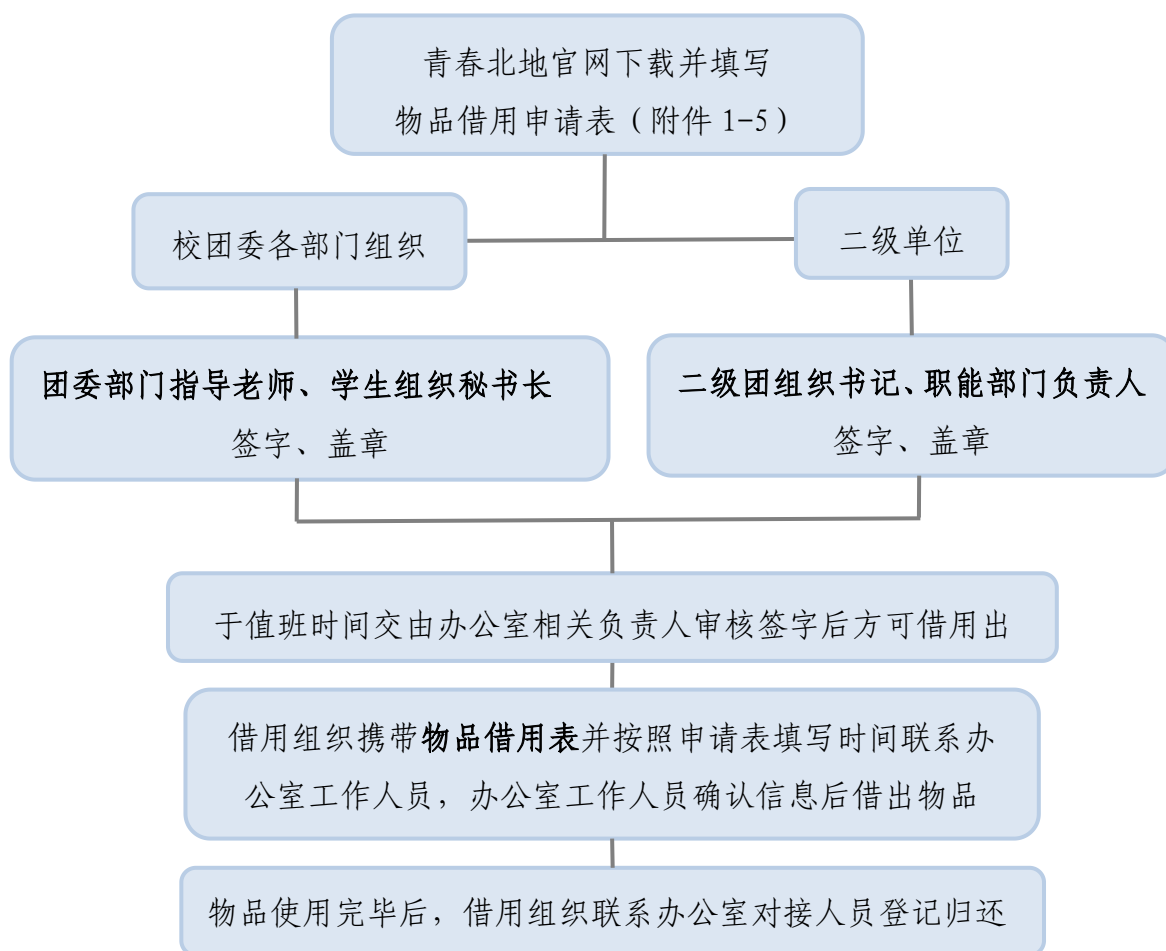 青春北地官网下载并填写
物品借用申请表（附件 1-5）
校团委各部门组织
二级单位
团委部门指导老师、学生组织秘书长
签字、盖章
二级团组织书记、职能部门负责人
签字、盖章
于值班时间交由办公室相关负责人审核签字后方可借用出
借用组织携带物品借用表并按照申请表填写时间联系办
公室工作人员，办公室工作人员确认信息后借出物品
物品使用完毕后，借用组织联系办公室对接人员登记归还